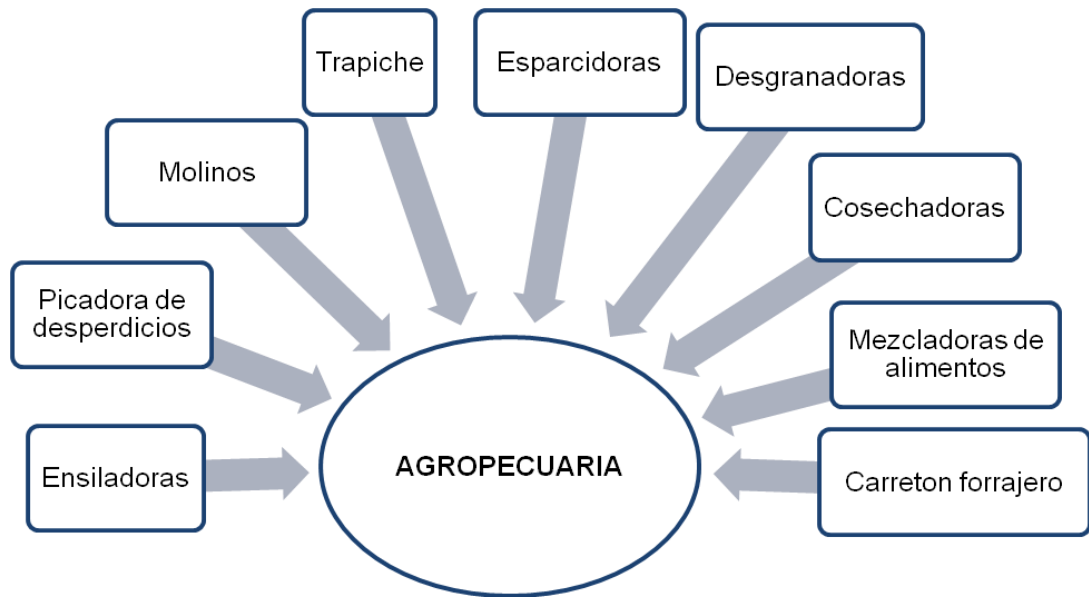 Trapiche
Esparcidoras
Desgranadoras
Molinos
Cosechadoras
Picadora de
desperdicios
Mezcladoras de
alimentos
Ensiladoras
AGROPECUARIA
Carreton forrajero